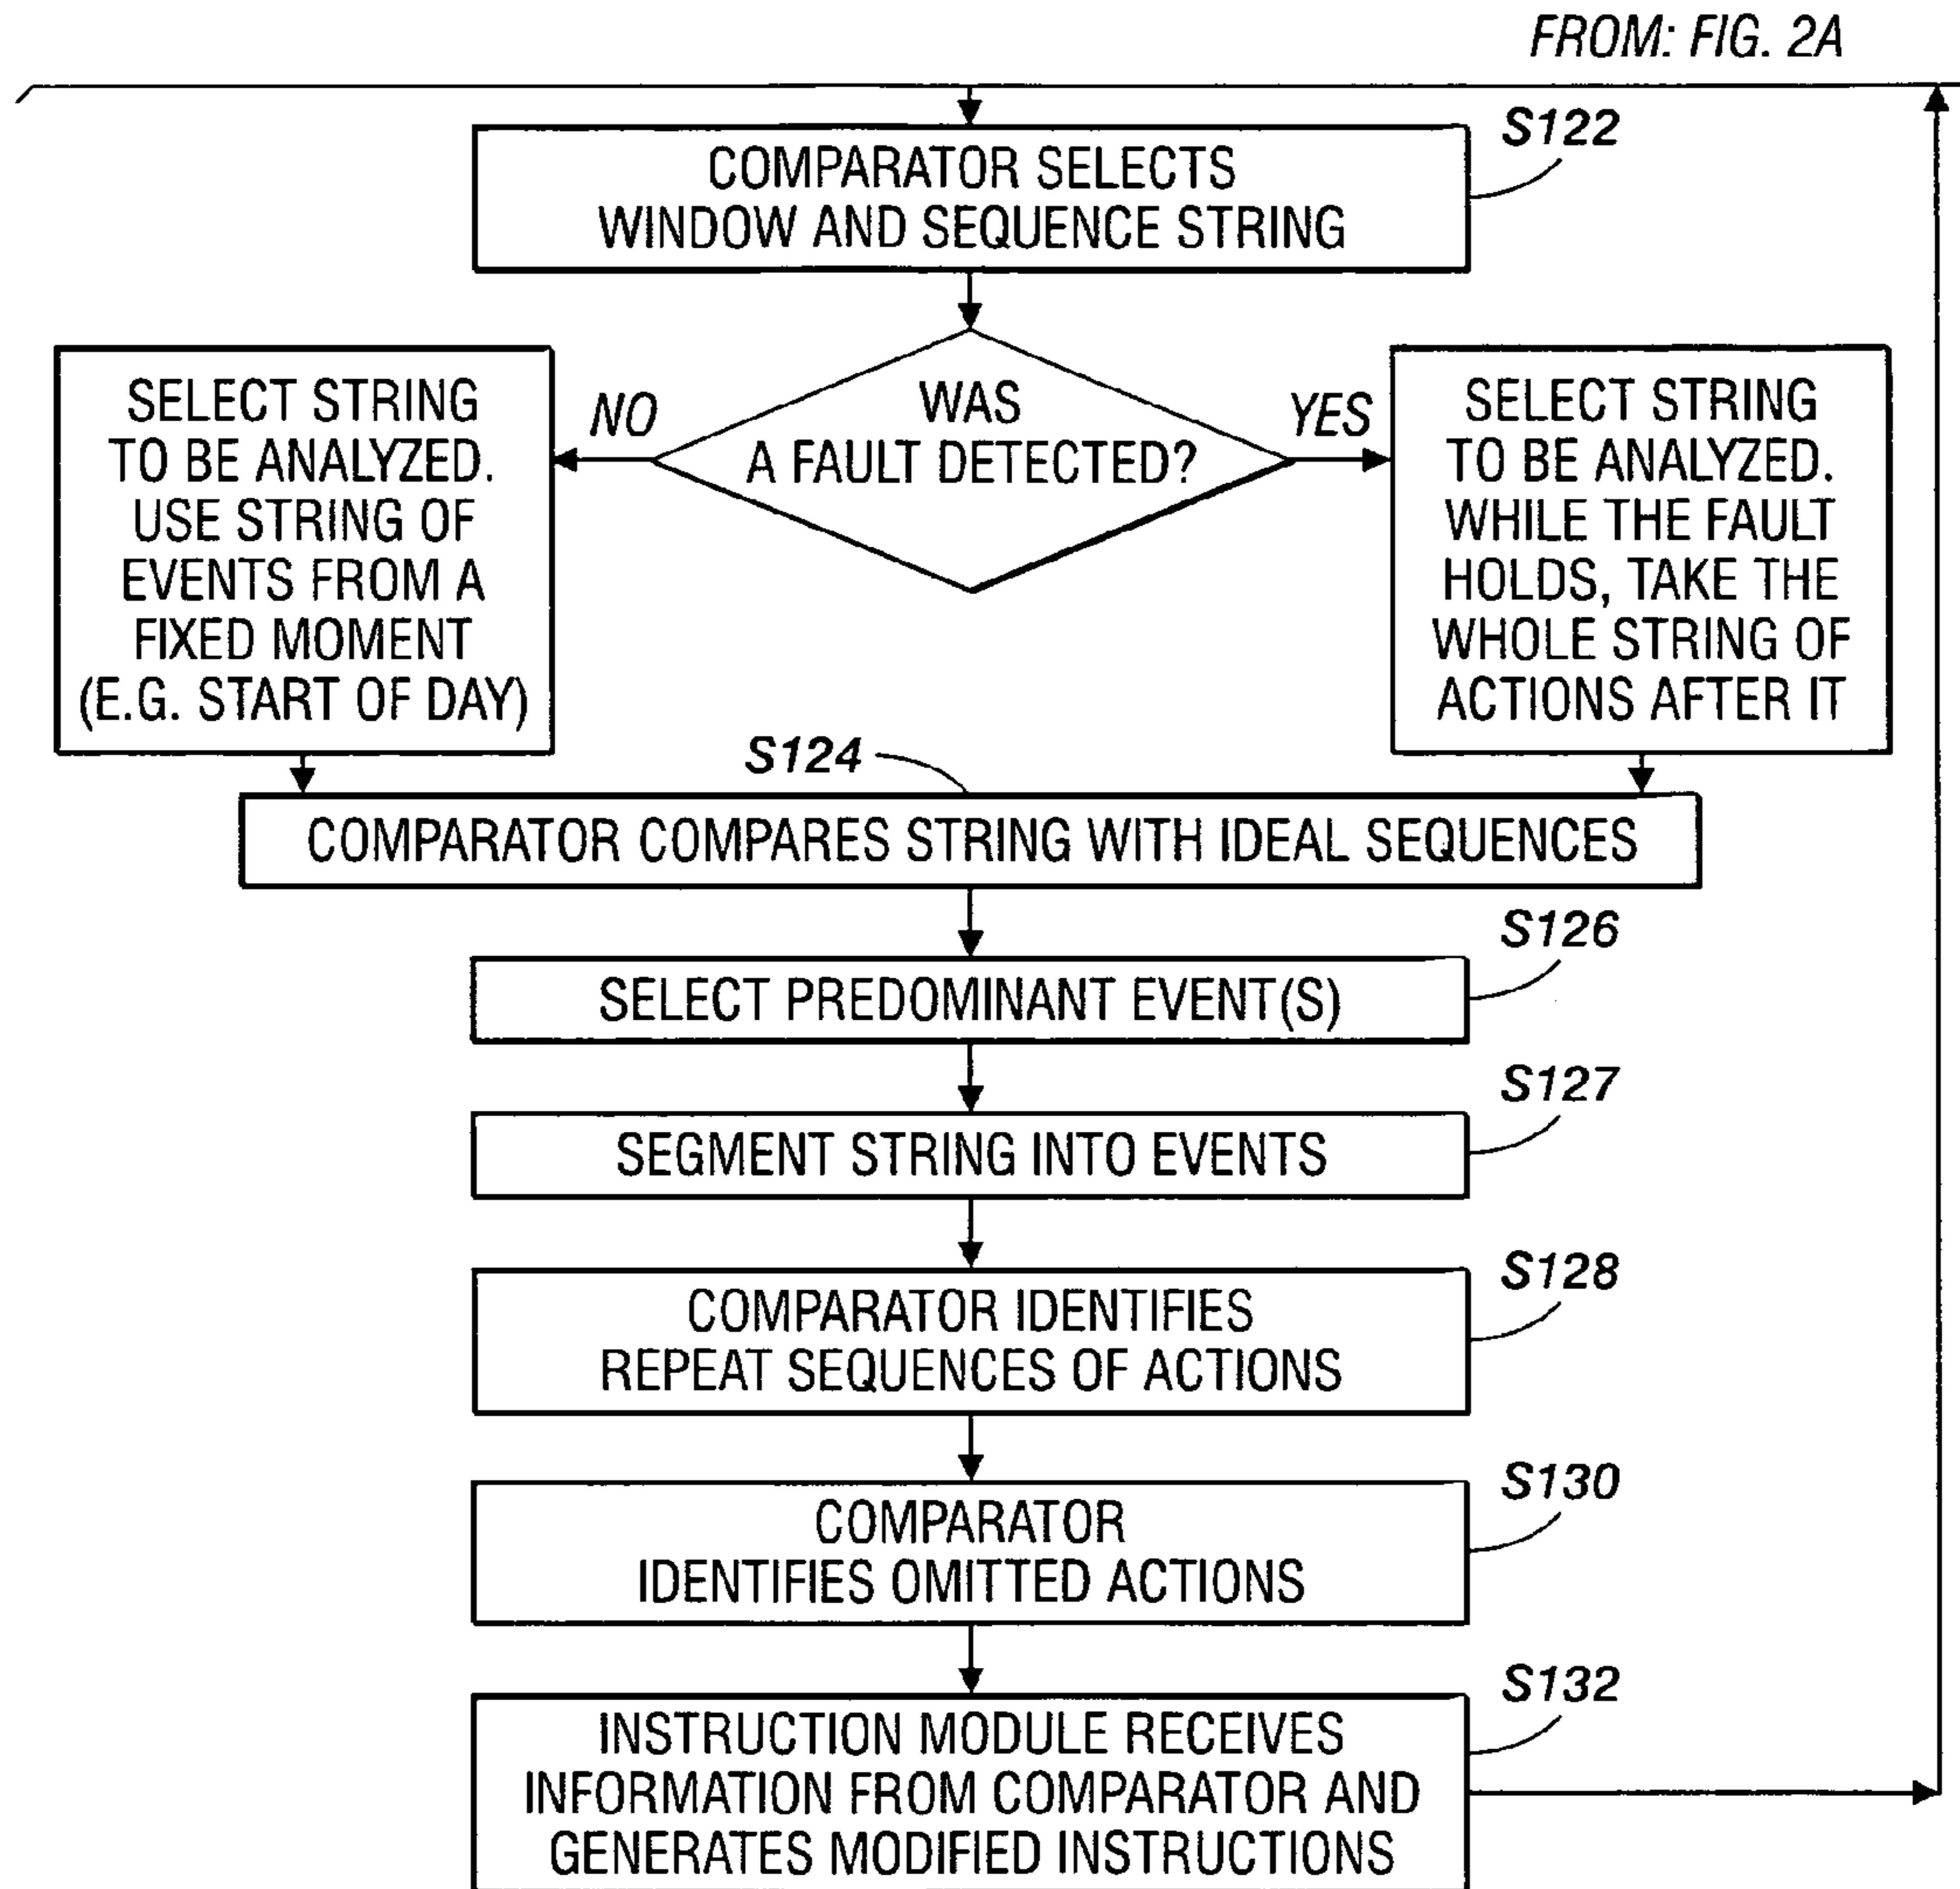 FROM: FIG. 2A
S122
COMPARATOR SELECTS
WINDOW AND SEQUENCE STRING
WAS
A FAULT DETECTED?
NO
YES
SELECT STRING
TO BE ANALYZED.
USE STRING OF
EVENTS FROM A
FIXED MOMENT
(E.G. START OF DAY)
SELECT STRING
TO BE ANALYZED.
WHILE THE FAULT
HOLDS, TAKE THE
WHOLE STRING OF
ACTIONS AFTER IT
S124
COMPARATOR COMPARES STRING WITH IDEAL SEQUENCES
S126
SELECT PREDOMINANT EVENT(S)
S127
SEGMENT STRING INTO EVENTS
S128
COMPARATOR IDENTIFIES
REPEAT SEQUENCES OF ACTIONS
S130
COMPARATOR
IDENTIFIES OMITTED ACTIONS
S132
INSTRUCTION MODULE RECEIVES
INFORMATION FROM COMPARATOR AND
GENERATES MODIFIED INSTRUCTIONS